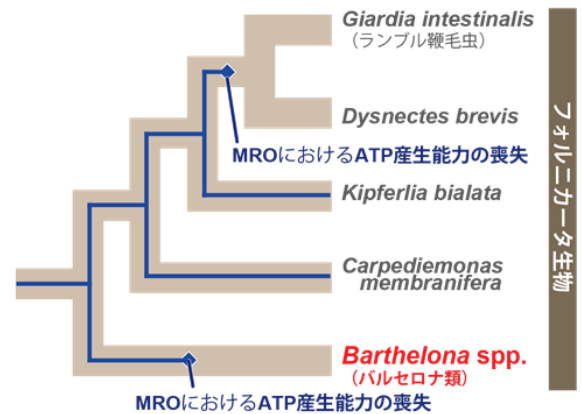 Giardia intestinalis
（ランブル鞭毛虫）
Dysnectes brevis
MROにおけるATP産生能力の喪失
Kipferlia bialata
Carpediemonas
membranifera
Barthelona spp.
（バルセロナ類）
MROにおけるATP産生能力の喪失
フォルニカータ生物